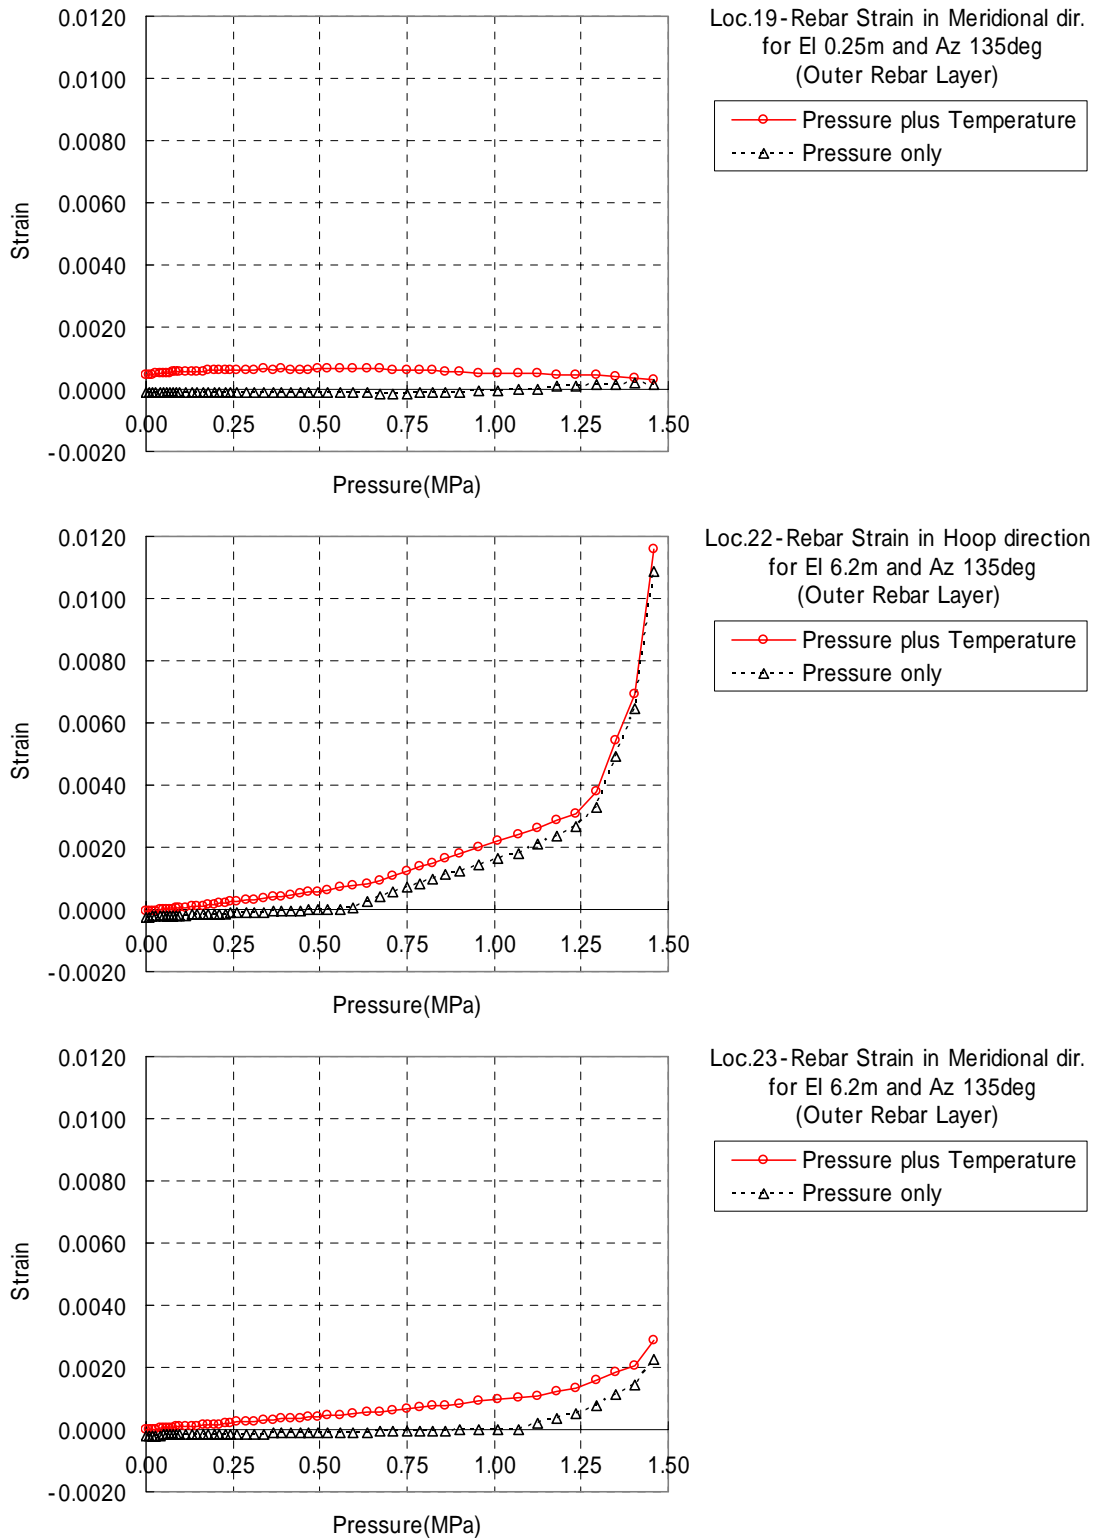 0.0120
0.0100
0.0080
0.0060
0.0040
0.0020
0.0000
-0.0020
Strain
0.00 0.25 0.50 0.75 1.00 1.25 1.50
Pressure(MPa)
Loc.19-Rebar Strain in Meridional dir.
for El 0.25m and Az 135deg
(Outer Rebar Layer)
Pressure plus Temperature
Pressure only
0.0120
0.0100
0.0080
0.0060
0.0040
0.0020
0.0000
-0.0020
Strain
0.00 0.25 0.50 0.75 1.00 1.25 1.50
Pressure(MPa)
Loc.22-Rebar Strain in Hoop direction
for El 6.2m and Az 135deg
(Outer Rebar Layer)
Pressure plus Temperature
Pressure only
0.0120
0.0100
0.0080
0.0060
0.0040
0.0020
0.0000
-0.0020
Strain
0.00 0.25 0.50 0.75 1.00 1.25 1.50
Pressure(MPa)
Loc.23-Rebar Strain in Meridional dir.
for El 6.2m and Az 135deg
(Outer Rebar Layer)
Pressure plus Temperature
Pressure only